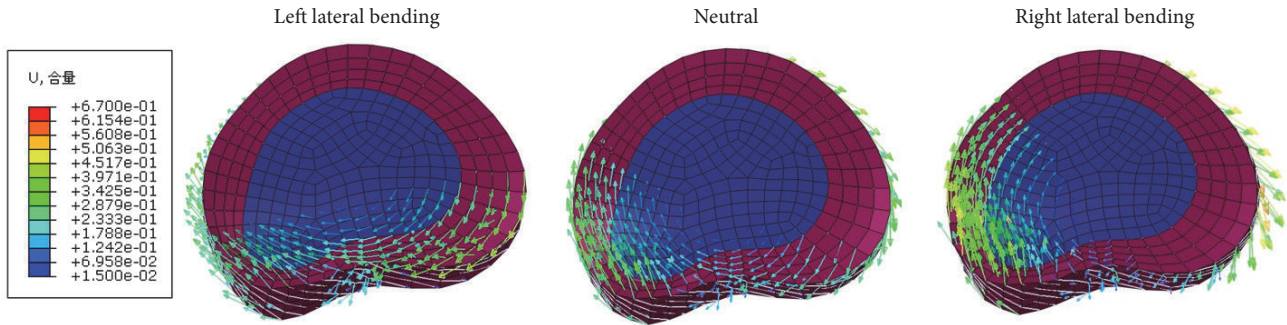 Left lateral bending
Neutral
Right lateral bending
U, 合量
+6.700e-01
+6.154e-01
+5.608e-01
+5.063e-01
+4.517e-01
+3.971e-01
+3.425e-01
+2.879e-01
+2.333e-01
+1.788e-01
+1.242e-01
+6.958e-02
+1.500e-02